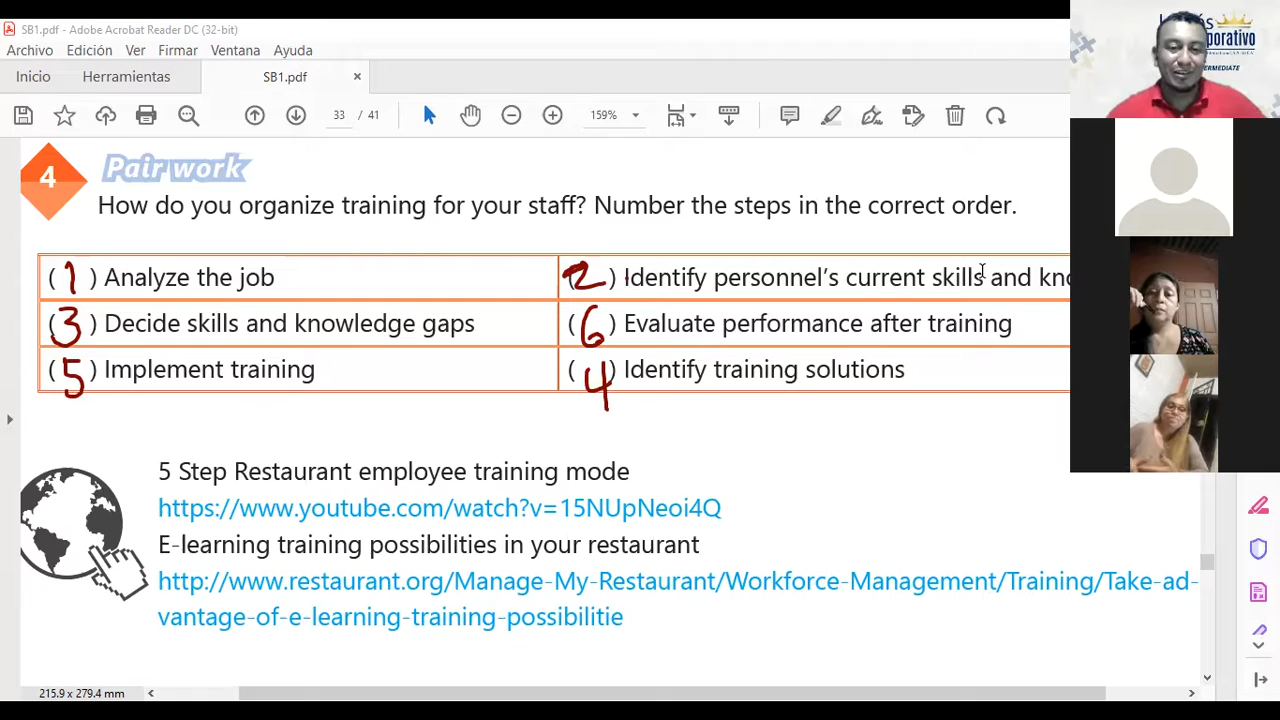 SB1.pdf - Adobe Acrobat Reader DC (32-bit)
Archivo Edición Ver Firmar Ventana Ayuda
Inicio Herramientas SB1.pdf ×
33 / 41 159%
4 Pair work
How do you organize training for your staff? Number the steps in the correct order.
( 1 ) Analyze the job ( 2 ) Identify personnel's current skills and kno
( 3 ) Decide skills and knowledge gaps ( 6 ) Evaluate performance after training
( 5 ) Implement training ( 4 ) Identify training solutions
5 Step Restaurant employee training mode
https://www.youtube.com/watch?v=15NUpNeoi4Q
E-learning training possibilities in your restaurant
http://www.restaurant.org/Manage-My-Restaurant/Workforce-Management/Training/Take-ad-
vantage-of-e-learning-training-possibilitie
215.9 x 279.4 mm